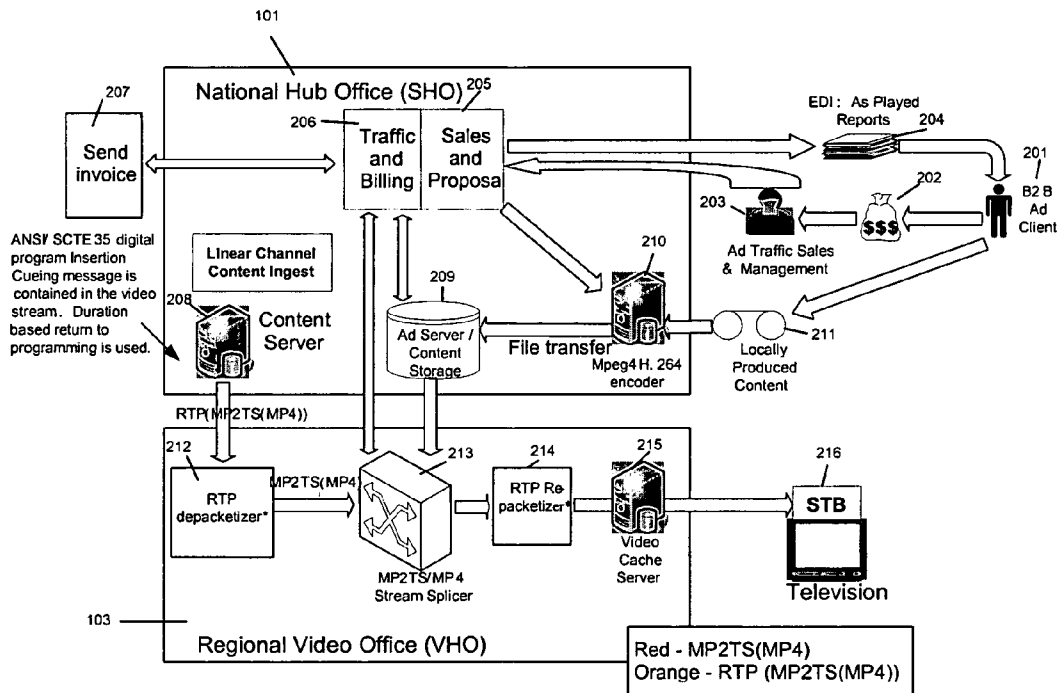 101
National Hub Office (SHO)
205
207
206
Send
invoice
Traffic
and
Billing
Sales
and
Proposa
EDI : As Played
Reports
204
201
B2 B
Ad
Client
202
$$$
203
Ad Traffic Sales
& Management
ANSI/ SCTE 35 digital
program Insertion
Cueing message is
contained in the video
stream. Duration
based return to
programming is used.
Linear Channel
Content Ingest
208
Content
Server
209
Ad Server /
Content
Storage
File transfer
210
Mpeg4 H. 264
encoder
211
Locally
Produced
Content
RTP(MP2TS(MP4))
212
RTP
depacketizer*
MP2TS(MP4)
213
MP2TS/MP4
Stream Splicer
214
RTP Re
packetizer*
215
Video
Cache
Server
216
STB
Television
103
Regional Video Office (VHO)
Red - MP2TS(MP4)
Orange - RTP (MP2TS(MP4))